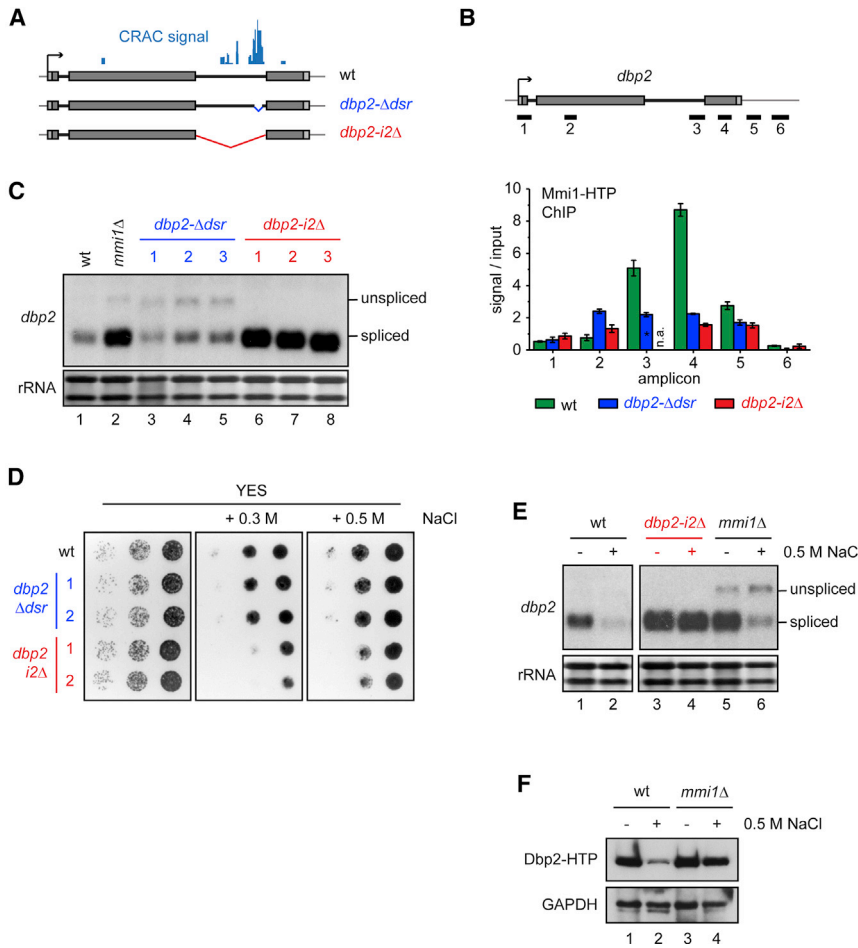 A
CRAC signal
wt
dbp2-Δdsr
dbp2-i2Δ
B
dbp2
1 2 3 4 5 6
Mmi1-HTP
ChIP
signal / input
10
8
6
4
2
0
* n.a.
1 2 3 4 5 6
amplicon
wt dbp2-Δdsr dbp2-i2Δ
C
wt mmi1Δ dbp2-Δdsr dbp2-i2Δ
1 2 3 1 2 3
dbp2
unspliced
spliced
rRNA
1 2 3 4 5 6 7 8
D
YES
+ 0.3 M + 0.5 M NaCl
wt
dbp2 Δdsr
1
2
dbp2 i2Δ
1
2
E
wt dbp2-i2Δ mmi1Δ
- + - + - + 0.5 M NaC
dbp2
unspliced
spliced
rRNA
1 2 3 4 5 6
F
wt mmi1Δ
- + - + 0.5 M NaCl
Dbp2-HTP
GAPDH
1 2 3 4